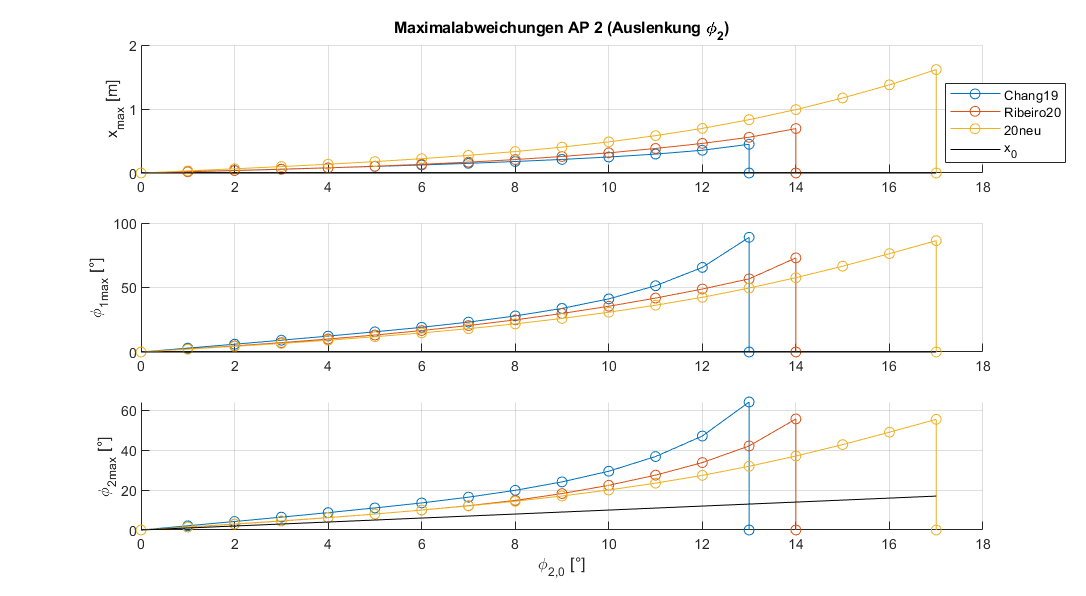 Maximalabweichungen AP 2 (Auslenkung ϕ₂)
x_max [m]
2
1
0
0 2 4 6 8 10 12 14 16 18
Chang19
Ribeiro20
20neu
x₀
ϕ_1max [°]
100
50
0
0 2 4 6 8 10 12 14 16 18
ϕ_2max [°]
60
40
20
0
0 2 4 6 8 10 12 14 16 18
ϕ_2,0 [°]